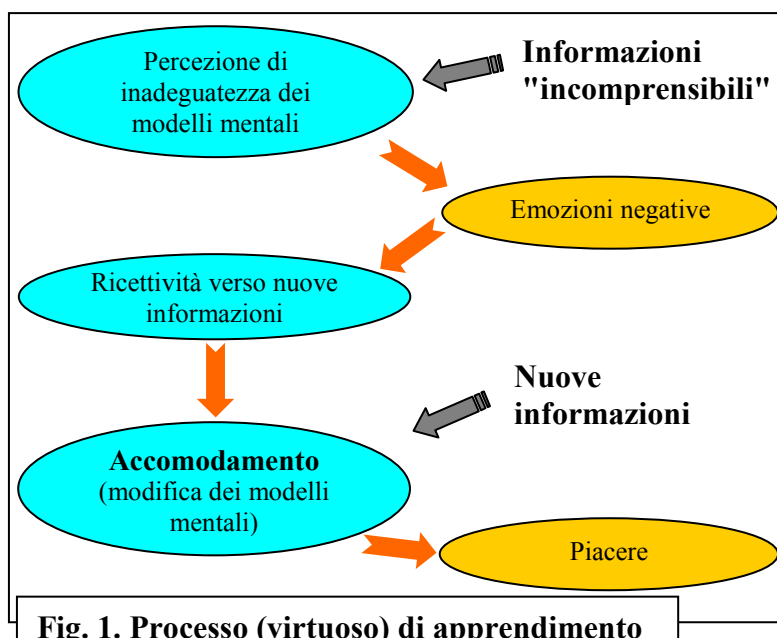 Percezione di
inadeguatezza dei
modelli mentali
Informazioni
"incomprensibili"
Emozioni negative
Ricettività verso nuove
informazioni
Nuove
informazioni
Accomodamento
(modifica dei modelli
mentali)
Piacere
Fig. 1. Processo (virtuoso) di apprendimento